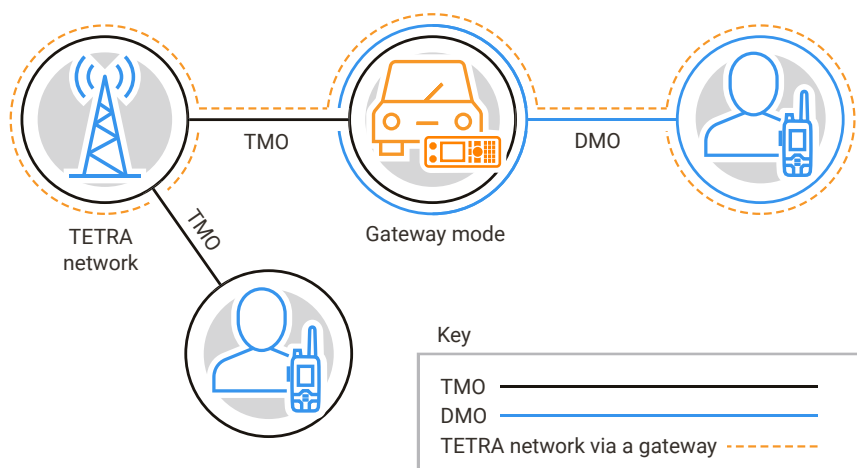 TMO
DMO
TETRA
network
TMO
Gateway mode
Key
TMO
DMO
TETRA network via a gateway